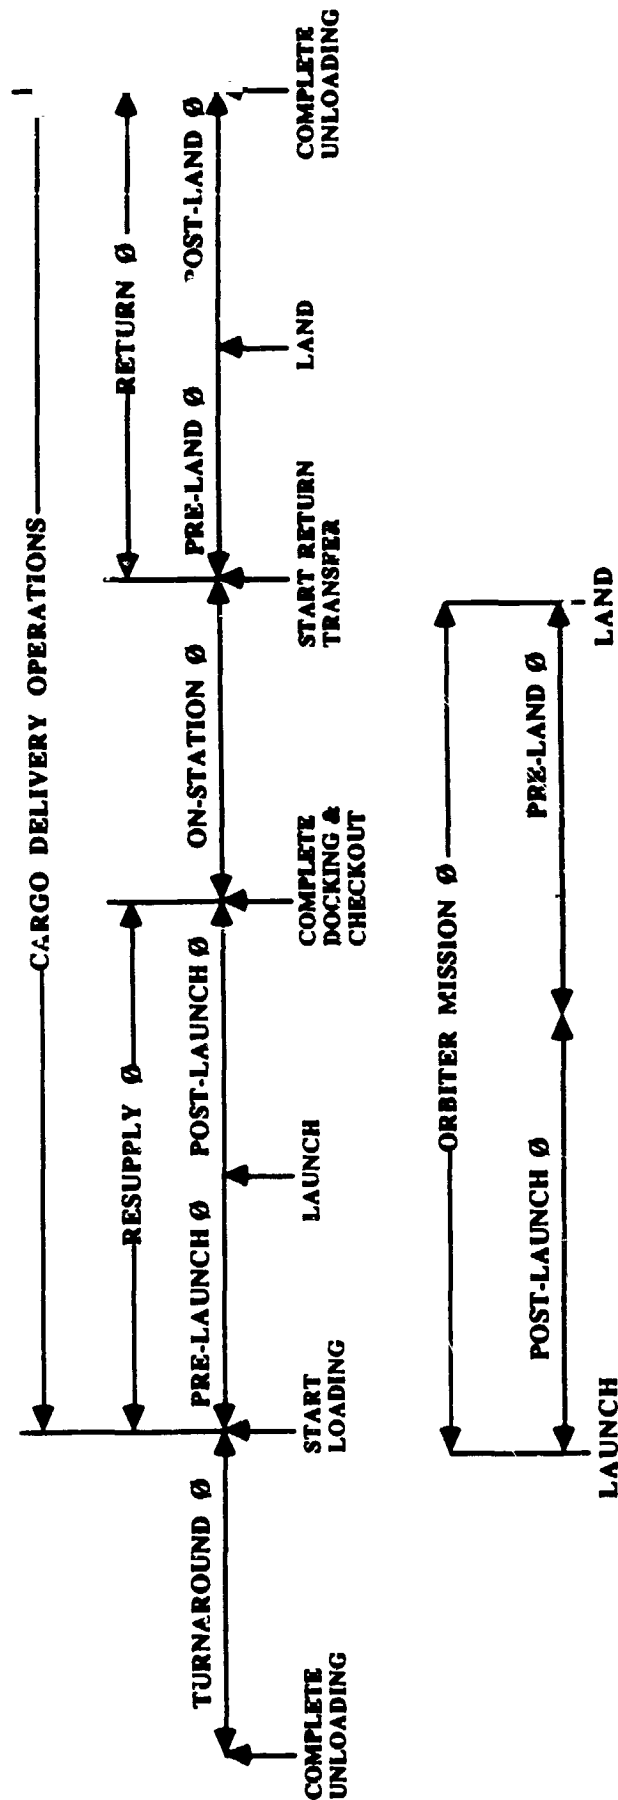 CARGO DELIVERY OPERATIONS
RESUPPLY Ø
RETURN Ø
TURNAROUND Ø
PRE-LAUNCH Ø
POST-LAUNCH Ø
ON-STATION Ø
PRE-LAND Ø
POST-LAND Ø
COMPLETE
UNLOADING
START
LOADING
LAUNCH
COMPLETE
DOCKING &
CHECKOUT
START RETURN
TRANSFER
LAND
COMPLETE
UNLOADING
ORBITER MISSION Ø
POST-LAUNCH Ø
PRE-LAND Ø
LAUNCH
LAND